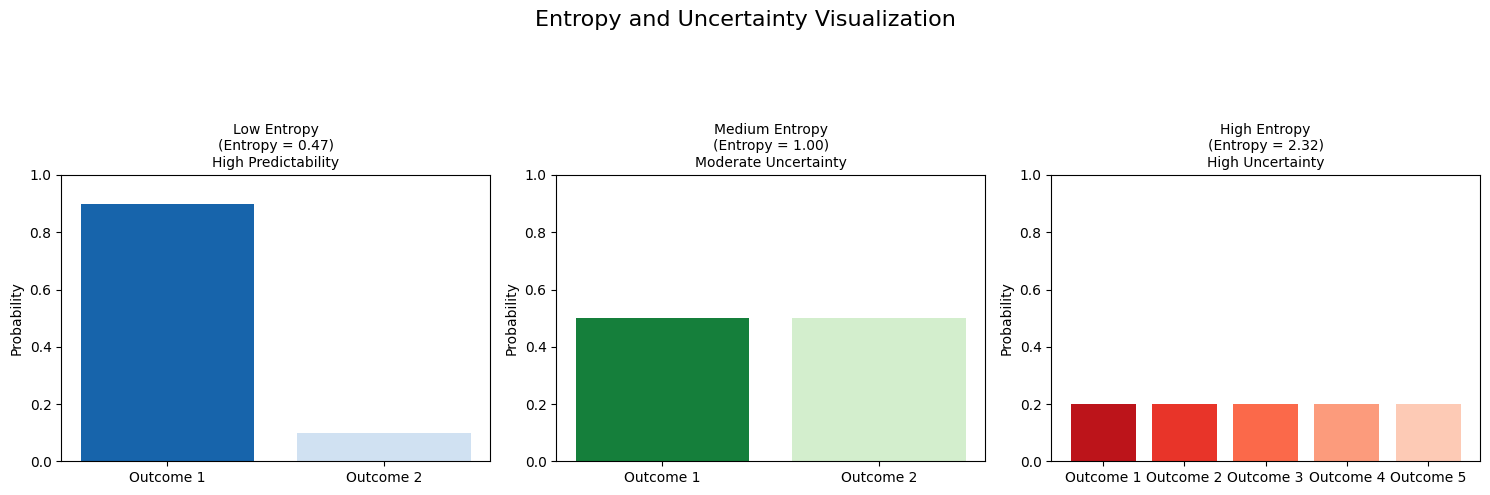 Entropy and Uncertainty Visualization
Low Entropy
(Entropy = 0.47)
High Predictability
Probability
1.0
0.8
0.6
0.4
0.2
0.0
Outcome 1 Outcome 2
Medium Entropy
(Entropy = 1.00)
Moderate Uncertainty
Probability
1.0
0.8
0.6
0.4
0.2
0.0
Outcome 1 Outcome 2
High Entropy
(Entropy = 2.32)
High Uncertainty
Probability
1.0
0.8
0.6
0.4
0.2
0.0
Outcome 1 Outcome 2 Outcome 3 Outcome 4 Outcome 5